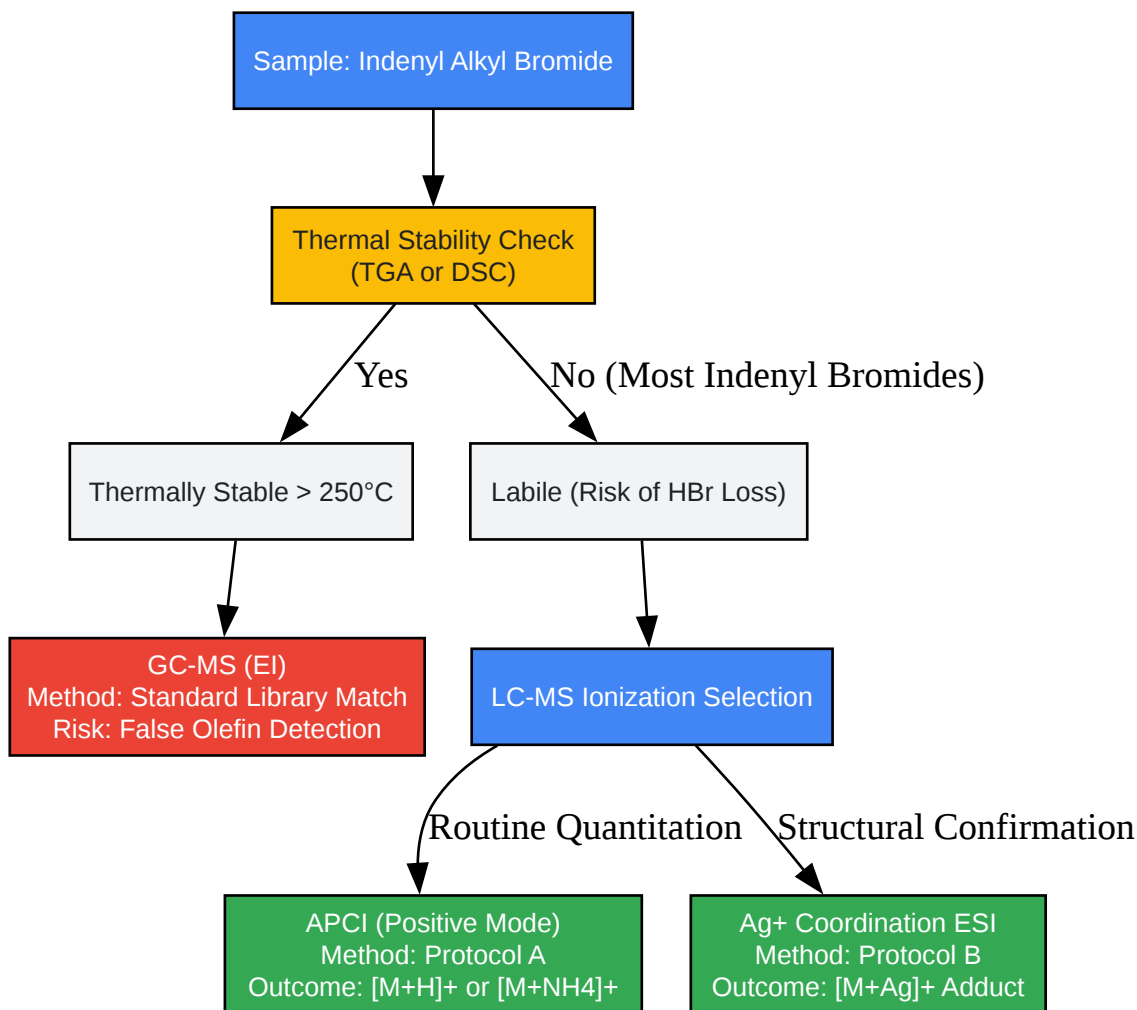 Sample: Indenyl Alkyl Bromide
Thermal Stability Check
(TGA or DSC)
Yes
No (Most Indenyl Bromides)
Thermally Stable > 250°C
Labile (Risk of HBr Loss)
GC-MS (EI)
Method: Standard Library Match
Risk: False Olefin Detection
LC-MS Ionization Selection
Routine Quantitation
Structural Confirmation
APCI (Positive Mode)
Method: Protocol A
Outcome: [M+H]+ or [M+NH4]+
Ag+ Coordination ESI
Method: Protocol B
Outcome: [M+Ag]+ Adduct